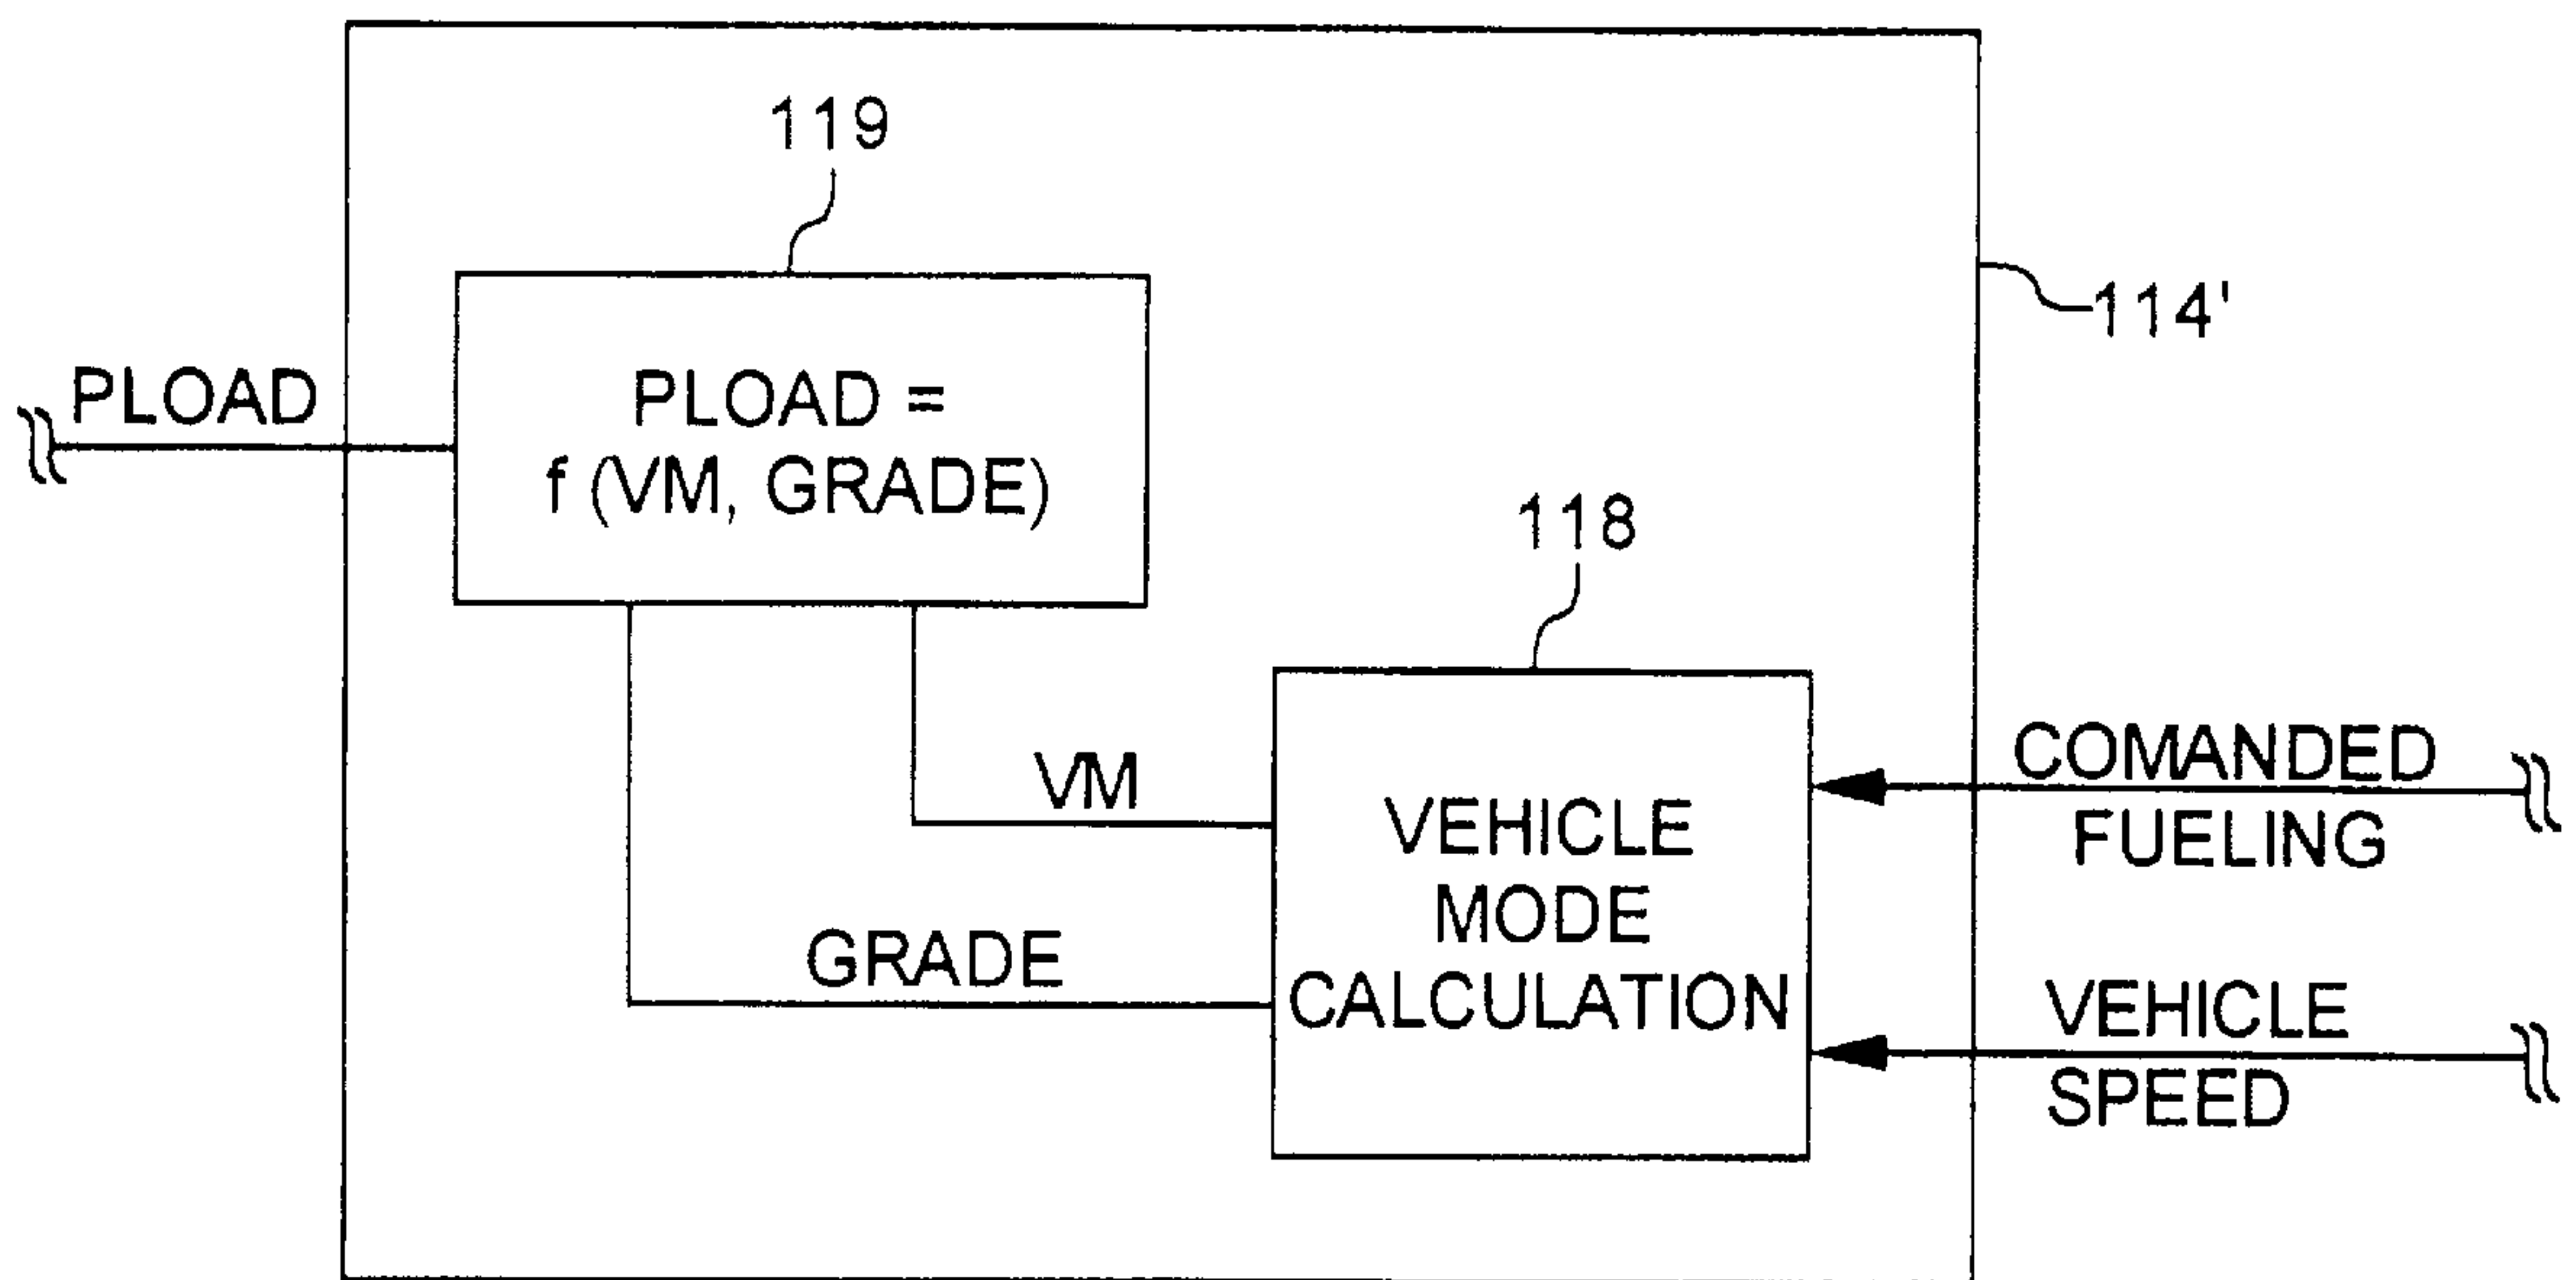 119
114'
PLOAD
PLOAD =
f (VM, GRADE)
118
VM
COMANDED
FUELING
VEHICLE
MODE
CALCULATION
GRADE
VEHICLE
SPEED